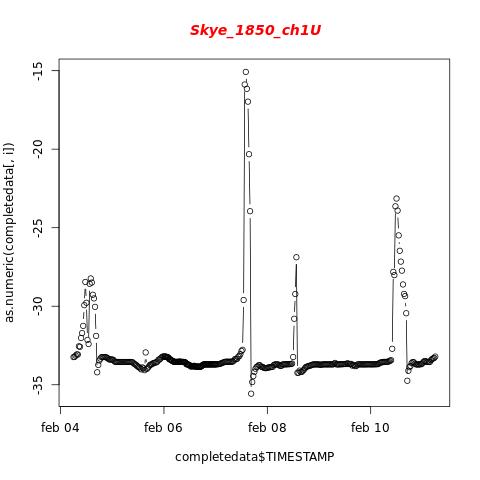 Skye_1850_ch1U
as.numeric(completedata[, i])
-15
-20
-25
-30
-35
feb 04 feb 06 feb 08 feb 10
completedata$TIMESTAMP